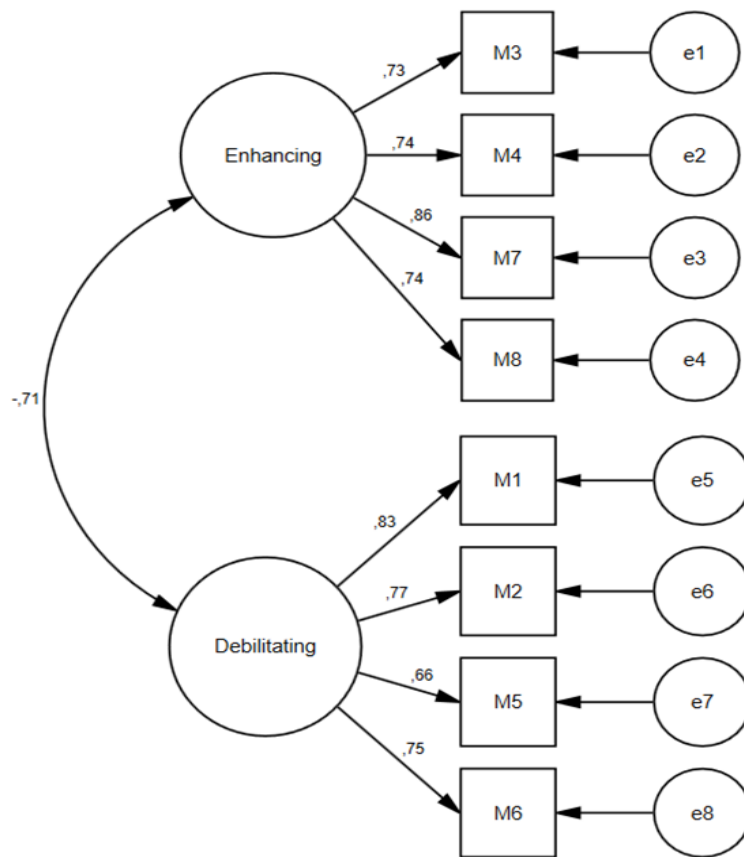 M3
e1
,73
Enhancing
,74
M4
e2
,86
M7
e3
,74
M8
e4
-,71
M1
e5
,83
,77
M2
e6
Debilitating
,66
M5
e7
,75
M6
e8